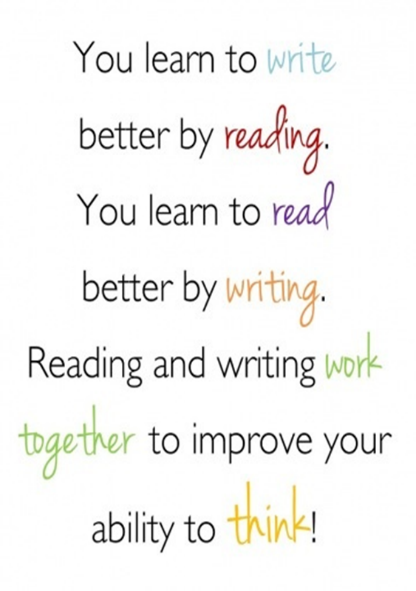 You learn to write
better by reading.
You learn to read
better by writing.
Reading and writing work
together to improve your
ability to think!